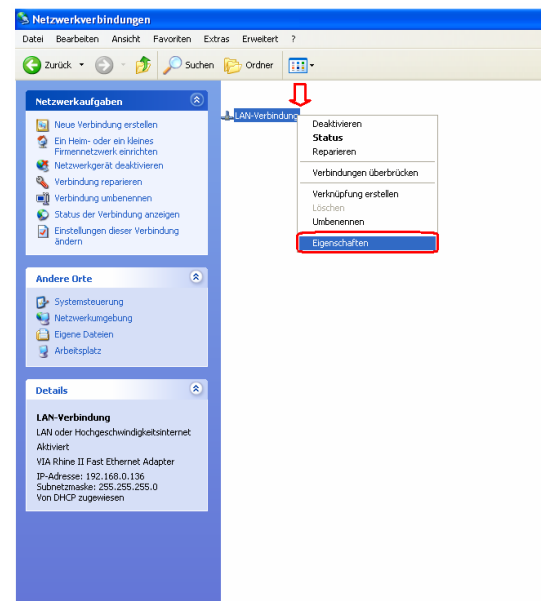 Netzwerkverbindungen
Datei Bearbeiten Ansicht Favoriten Extras Erweitert ?
Zurück Suchen Ordner
Netzwerkaufgaben
Neue Verbindung erstellen
Ein Heim- oder ein kleines
Firmennetzwerk einrichten
Netzwerkgerät deaktivieren
Verbindung reparieren
Verbindung umbenennen
Status der Verbindung anzeigen
Einstellungen dieser Verbindung
ändern
Andere Orte
Systemsteuerung
Netzwerkumgebung
Eigene Dateien
Arbeitsplatz
Details
LAN-Verbindung
LAN oder Hochgeschwindigkeitsinternet
Aktiviert
VIA Rhine II Fast Ethernet Adapter
IP-Adresse: 192.168.0.136
Subnetzmaske: 255.255.255.0
Von DHCP zugewiesen
LAN-Verbindung
Deaktivieren
Status
Reparieren
Verbindungen überbrücken
Verknüpfung erstellen
Löschen
Umbenennen
Eigenschaften